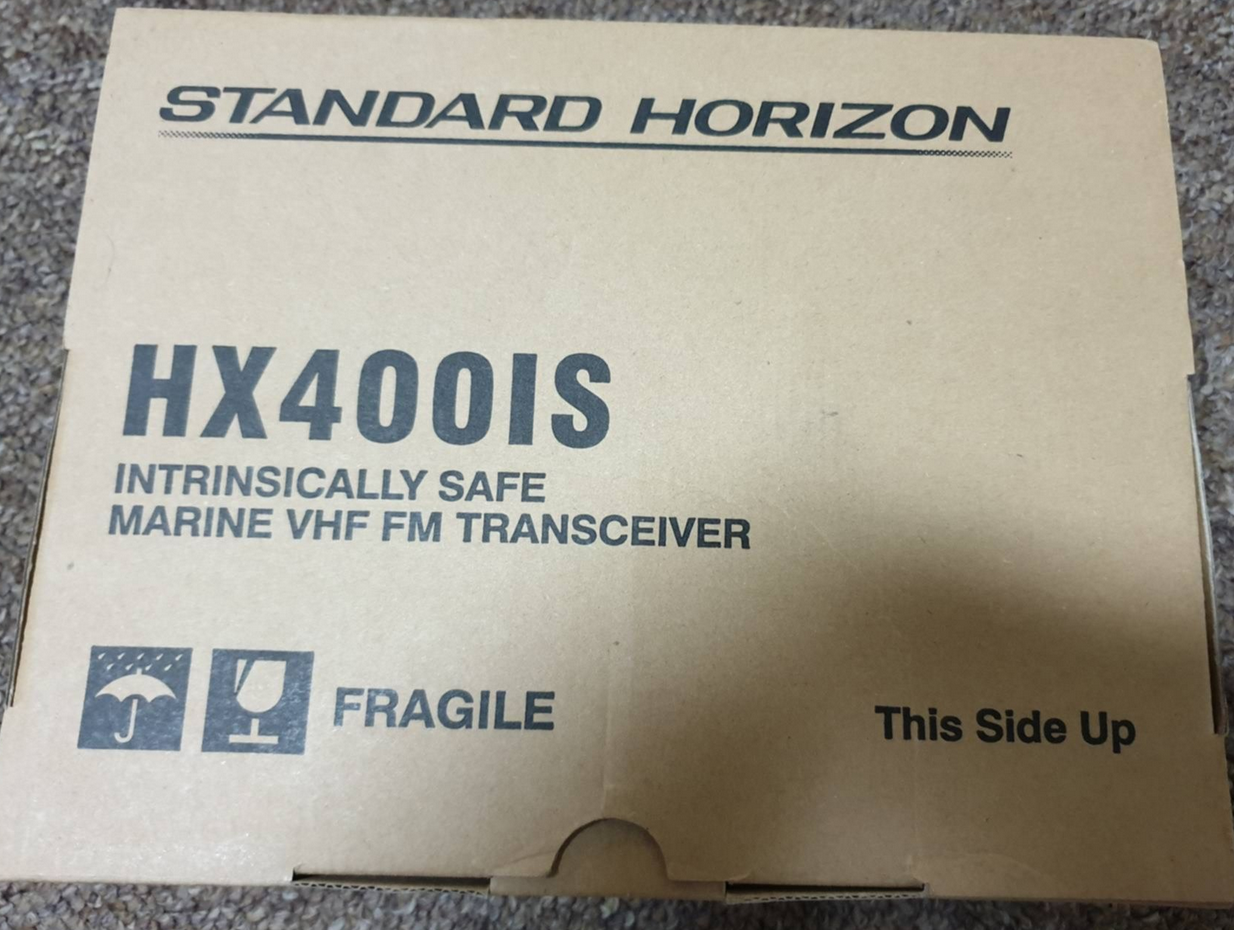 STANDARD HORIZON
HX400IS
INTRINSICALLY SAFE
MARINE VHF FM TRANSCEIVER
FRAGILE
This Side Up